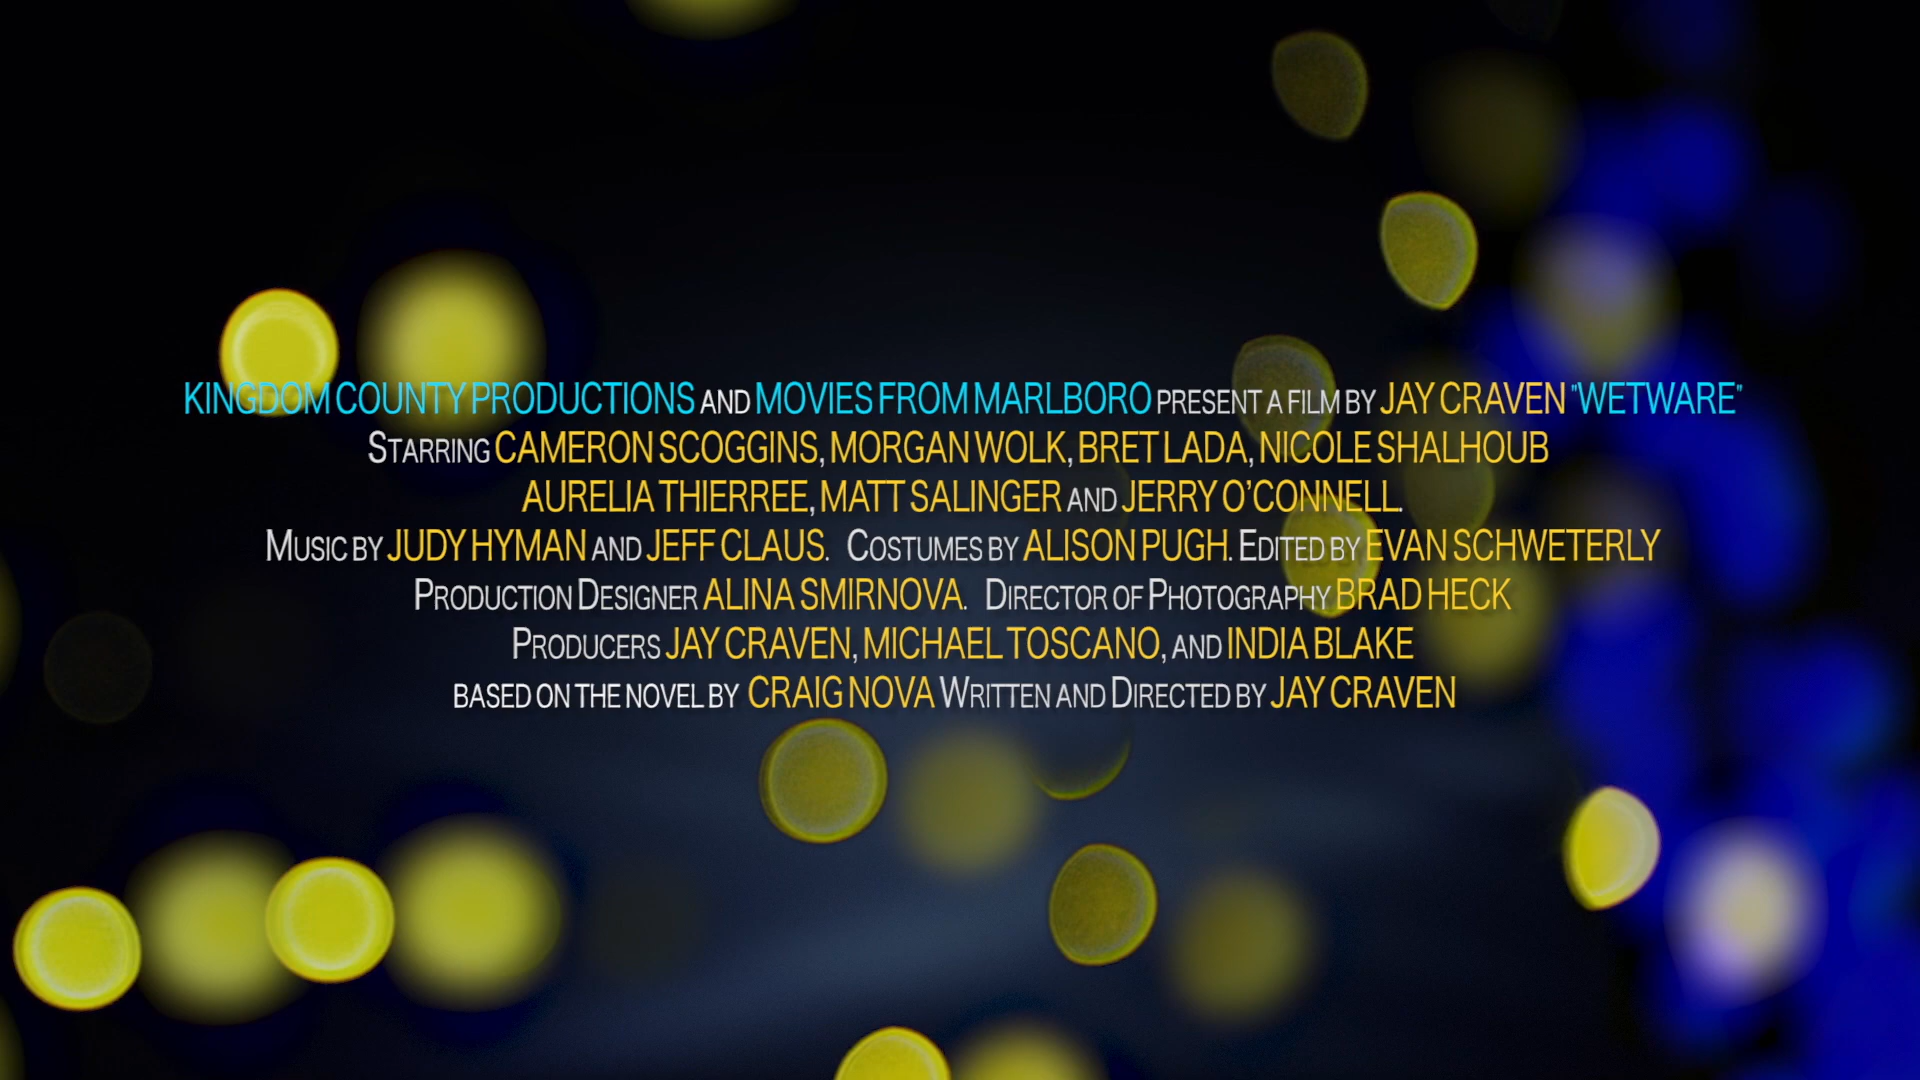 KINGDOM COUNTY PRODUCTIONS AND MOVIES FROM MARLBORO PRESENT A FILM BY JAY CRAVEN "WETWARE"
STARRING CAMERON SCOGGINS, MORGAN WOLK, BRET LADA, NICOLE SHALHOUB
AURELIA THIERREE, MATT SALINGER AND JERRY O'CONNELL.
MUSIC BY JUDY HYMAN AND JEFF CLAUS. COSTUMES BY ALISON PUGH. EDITED BY EVAN SCHWETERLY
PRODUCTION DESIGNER ALINA SMIRNOVA. DIRECTOR OF PHOTOGRAPHY BRAD HECK
PRODUCERS JAY CRAVEN, MICHAEL TOSCANO, AND INDIA BLAKE
BASED ON THE NOVEL BY CRAIG NOVA WRITTEN AND DIRECTED BY JAY CRAVEN